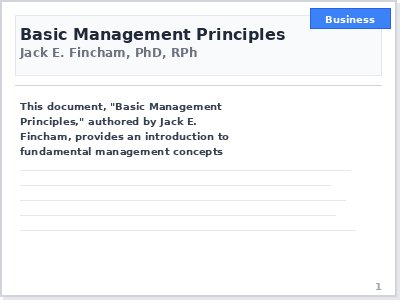 Business
Basic Management Principles
Jack E. Fincham, PhD, RPh
This document, "Basic Management
Principles," authored by Jack E.
Fincham, provides an introduction to
fundamental management concepts
1